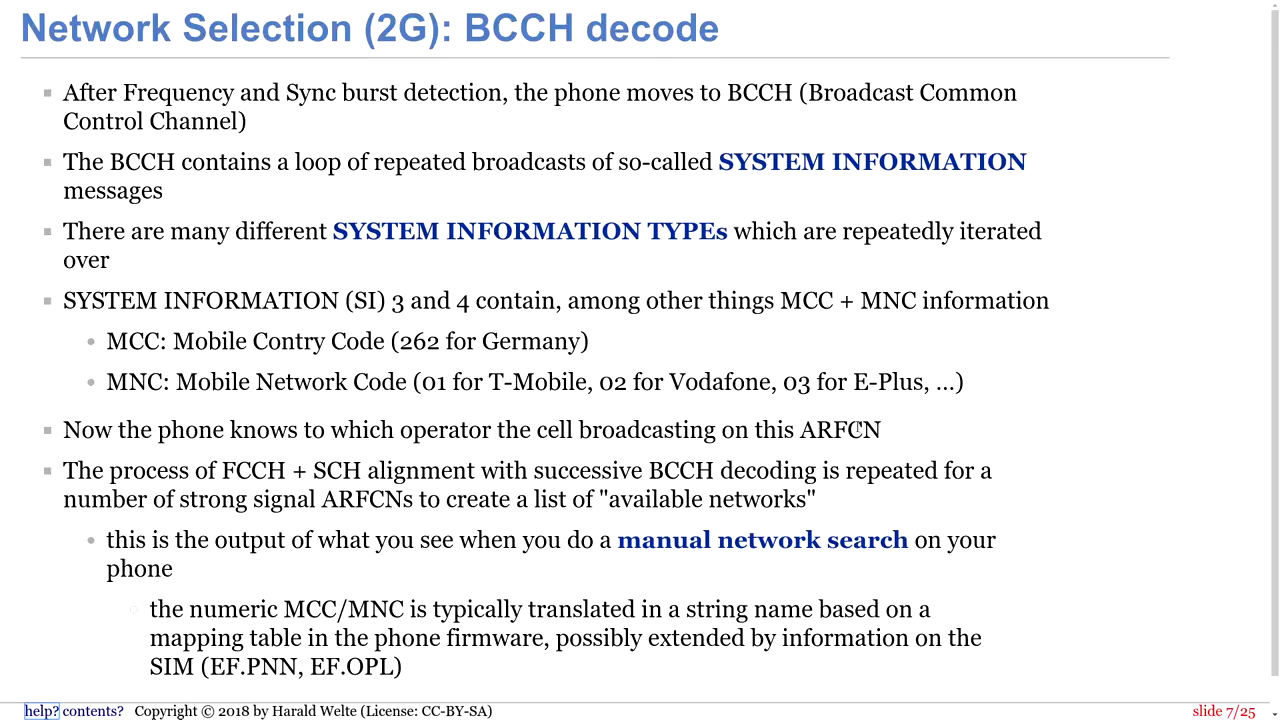 Network Selection (2G): BCCH decode
After Frequency and Sync burst detection, the phone moves to BCCH (Broadcast Common
Control Channel)
The BCCH contains a loop of repeated broadcasts of so-called SYSTEM INFORMATION
messages
There are many different SYSTEM INFORMATION TYPEs which are repeatedly iterated
over
SYSTEM INFORMATION (SI) 3 and 4 contain, among other things MCC + MNC information
MCC: Mobile Contry Code (262 for Germany)
MNC: Mobile Network Code (01 for T-Mobile, 02 for Vodafone, 03 for E-Plus, ...)
Now the phone knows to which operator the cell broadcasting on this ARFCN
The process of FCCH + SCH alignment with successive BCCH decoding is repeated for a
number of strong signal ARFCNs to create a list of "available networks"
this is the output of what you see when you do a manual network search on your
phone
the numeric MCC/MNC is typically translated in a string name based on a
mapping table in the phone firmware, possibly extended by information on the
SIM (EF.PNN, EF.OPL)
help? contents? Copyright © 2018 by Harald Welte (License: CC-BY-SA) slide 7/25